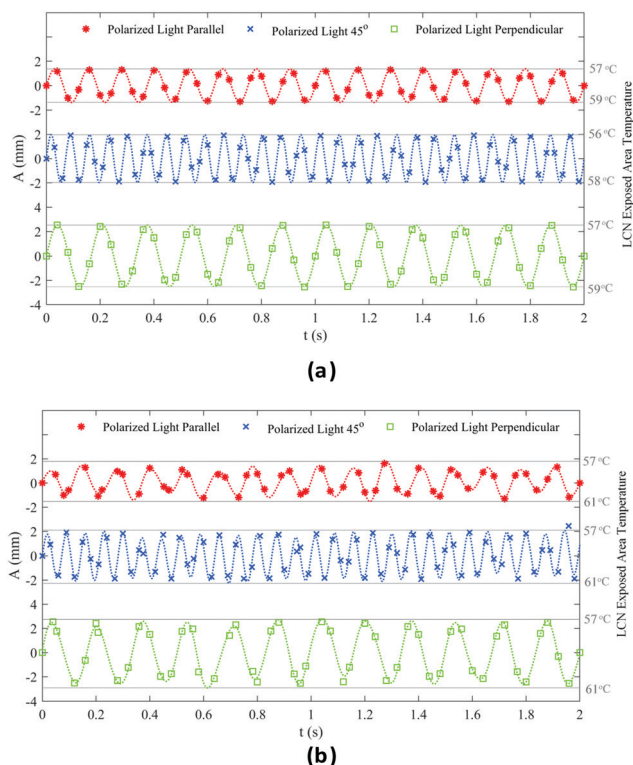 Polarized Light Parallel Polarized Light 45° Polarized Light Perpendicular
2 57 °C
0
-2 59 °C
2 56 °C
0
-2 58 °C
4
2 57 °C
0
-2 59 °C
-4
A (mm)
LCN Exposed Area Temperature
0 0.2 0.4 0.6 0.8 1 1.2 1.4 1.6 1.8 2
t (s)
(a)
Polarized Light Parallel Polarized Light 45° Polarized Light Perpendicular
2 57 °C
0
-2 61 °C
2 57 °C
0
-2 61 °C
4 57 °C
2
0
-2 61 °C
-4
A (mm)
LCN Exposed Area Temperature
0 0.2 0.4 0.6 0.8 1 1.2 1.4 1.6 1.8 2
t (s)
(b)